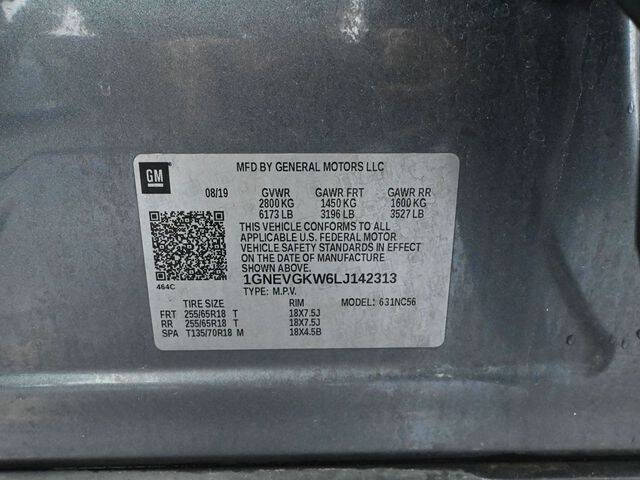 GM
MFD BY GENERAL MOTORS LLC
08/19 GVWR GAWR FRT GAWR RR
2800 KG 1450 KG 1600 KG
6173 LB 3196 LB 3527 LB
THIS VEHICLE CONFORMS TO ALL
APPLICABLE U.S. FEDERAL MOTOR
VEHICLE SAFETY STANDARDS IN EFFECT
ON THE DATE OF MANUFACTURE
SHOWN ABOVE.
464C
1GNEVGKW6LJ142313
TYPE: M.P.V.
TIRE SIZE RIM MODEL: 631NC56
FRT 255/65R18 T 18X7.5J
RR 255/65R18 T 18X7.5J
SPA T135/70R18 M 18X4.5B